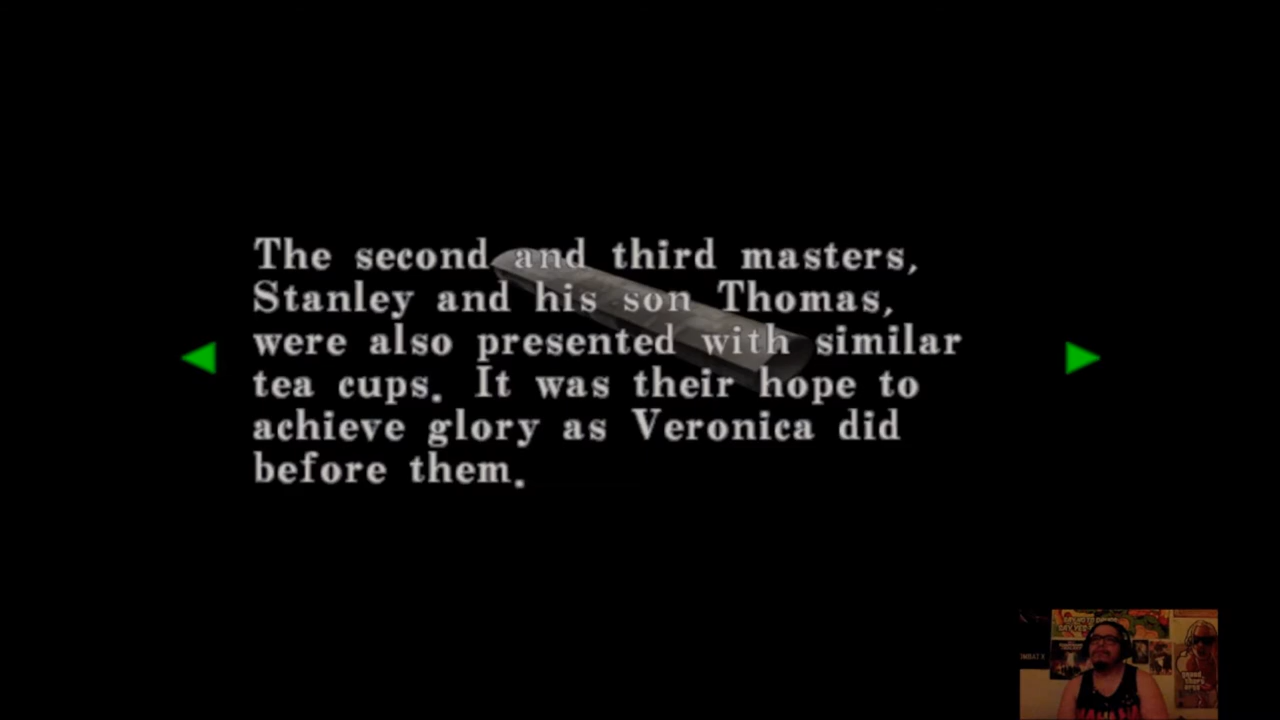 The second and third masters,
Stanley and his son Thomas,
were also presented with similar
tea cups. It was their hope to
achieve glory as Veronica did
before them.